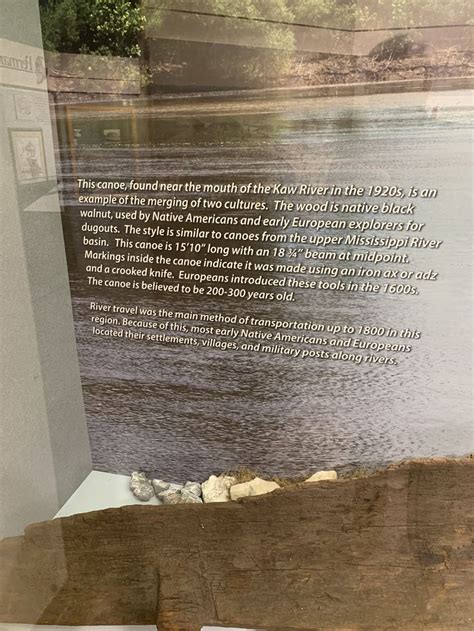 This canoe, found near the mouth of the Kaw River in the 1920s, is an
example of the merging of two cultures.  The wood is native black
walnut, used by Native Americans and early European explorers for
dugouts.  The style is similar to canoes from the upper Mississippi River
basin.  This canoe is 15'10" long with an 18 ¾" beam at midpoint.
Markings inside the canoe indicate it was made using an iron ax or adz
and a crooked knife.  Europeans introduced these tools in the 1600s.
The canoe is believed to be 200-300 years old.
River travel was the main method of transportation up to 1800 in this
region. Because of this, most early Native Americans and Europeans
located their settlements, villages, and military posts along rivers.